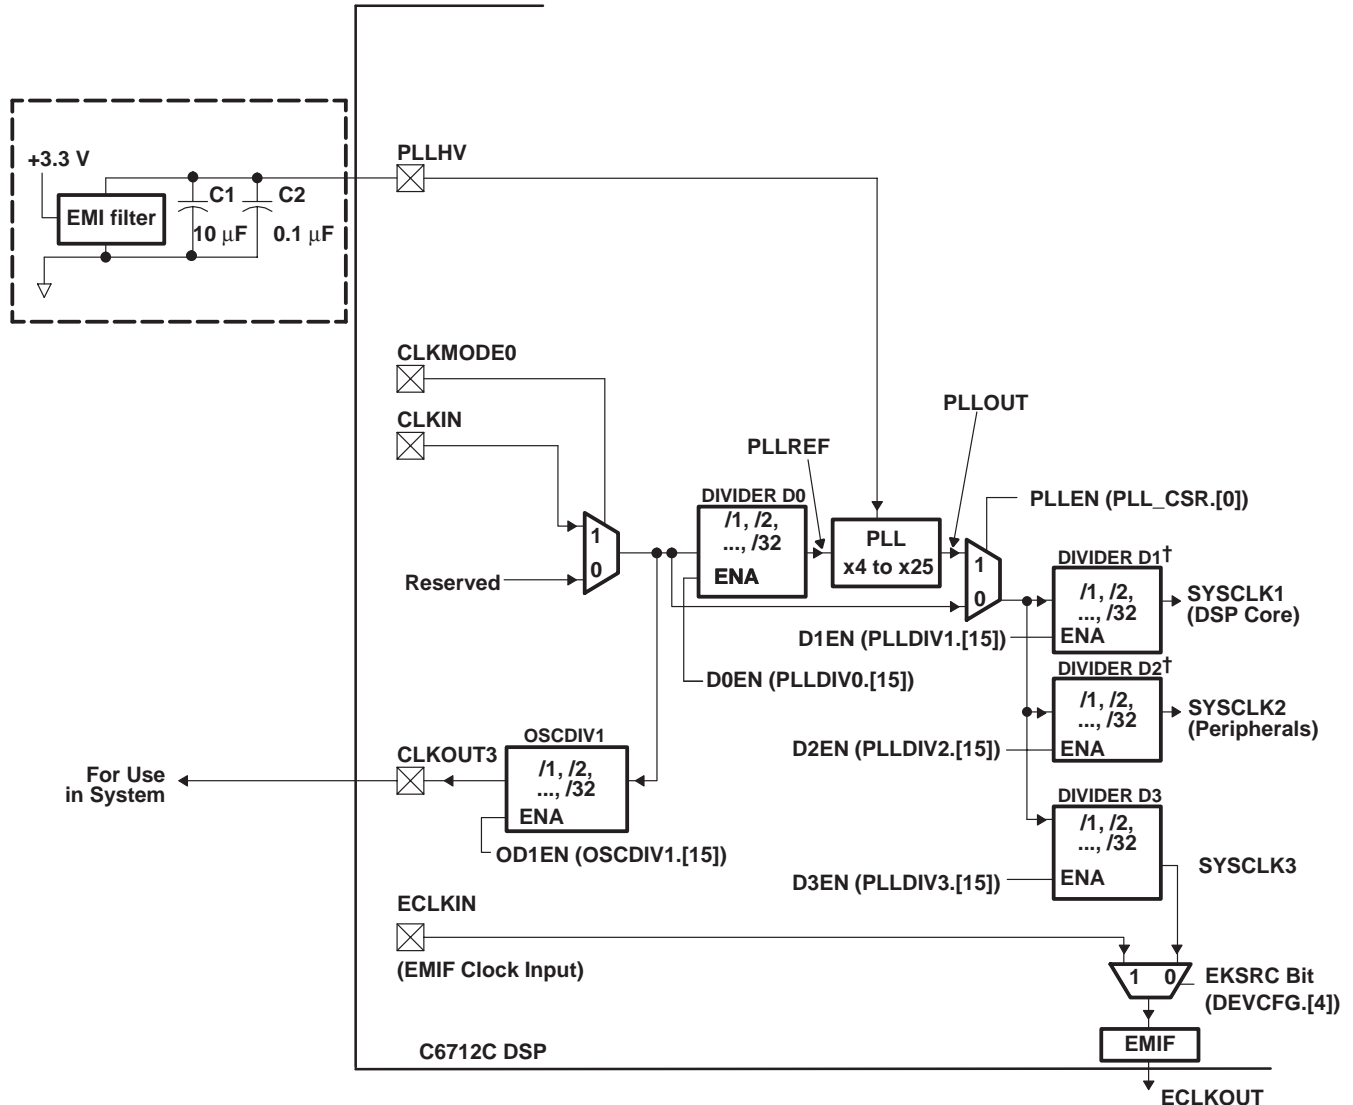 PLLHV
+3.3 V
C1
C2
EMI filter
10 µF
0.1 µF
CLKMODE0
CLKIN
PLLOUT
PLLREF
DIVIDER D0
/1, /2,
..., /32
ENA
PLL
x4 to x25
PLLEN (PLL_CSR.[0])
1
0
Reserved
1
0
DIVIDER D1†
/1, /2,
..., /32
ENA
SYSCLK1
(DSP Core)
D1EN (PLLDIV1.[15])
D0EN (PLLDIV0.[15])
DIVIDER D2†
/1, /2,
..., /32
ENA
SYSCLK2
(Peripherals)
D2EN (PLLDIV2.[15])
CLKOUT3
OSCDIV1
/1, /2,
..., /32
ENA
For Use
in System
OD1EN (OSCDIV1.[15])
DIVIDER D3
/1, /2,
..., /32
ENA
SYSCLK3
D3EN (PLLDIV3.[15])
ECLKIN
(EMIF Clock Input)
1 0
EKSRC Bit
(DEVCFG.[4])
EMIF
C6712C DSP
ECLKOUT